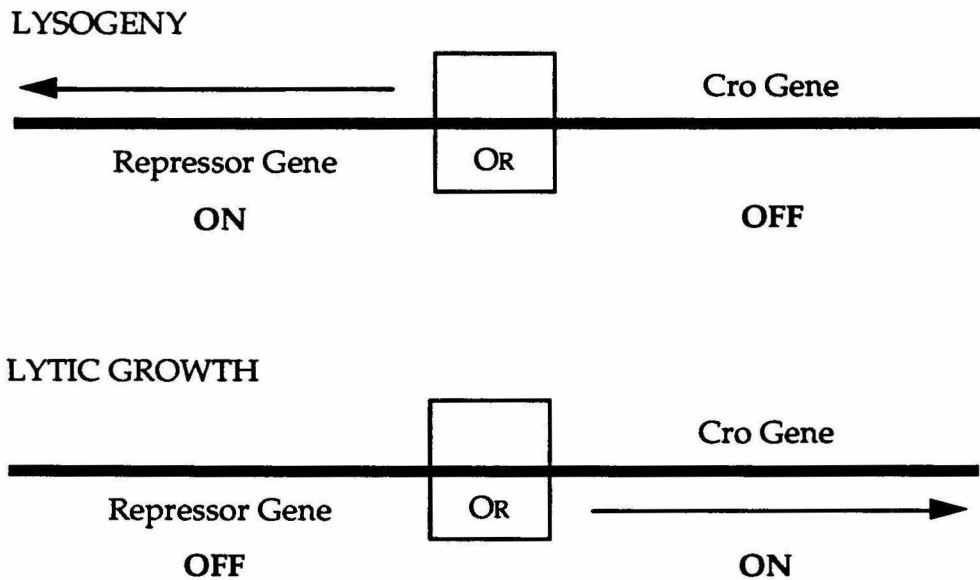 LYSOGENY
Cro Gene
Repressor Gene
OR
ON
OFF
LYTIC GROWTH
Cro Gene
Repressor Gene
OR
OFF
ON